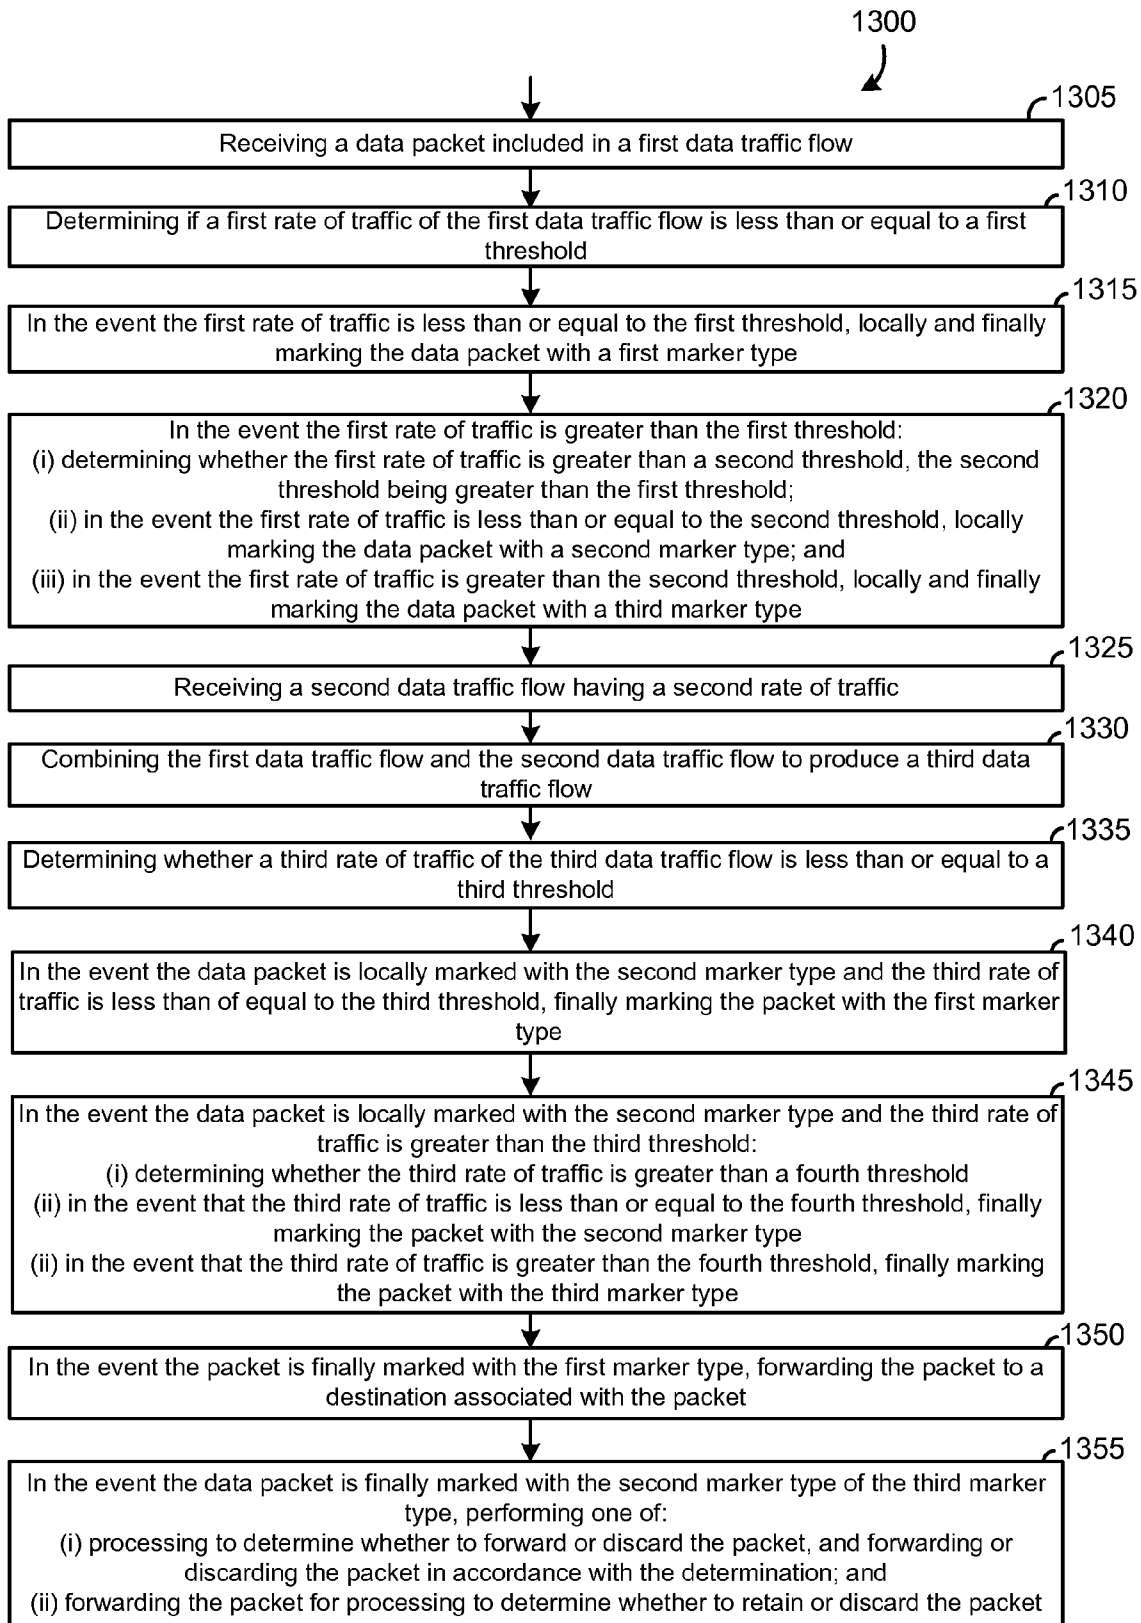 1300
1305
Receiving a data packet included in a first data traffic flow
1310
Determining if a first rate of traffic of the first data traffic flow is less than or equal to a first
threshold
1315
In the event the first rate of traffic is less than or equal to the first threshold, locally and finally
marking the data packet with a first marker type
1320
In the event the first rate of traffic is greater than the first threshold:
(i) determining whether the first rate of traffic is greater than a second threshold, the second
threshold being greater than the first threshold;
(ii) in the event the first rate of traffic is less than or equal to the second threshold, locally
marking the data packet with a second marker type; and
(iii) in the event the first rate of traffic is greater than the second threshold, locally and finally
marking the data packet with a third marker type
1325
Receiving a second data traffic flow having a second rate of traffic
1330
Combining the first data traffic flow and the second data traffic flow to produce a third data
traffic flow
1335
Determining whether a third rate of traffic of the third data traffic flow is less than or equal to a
third threshold
1340
In the event the data packet is locally marked with the second marker type and the third rate of
traffic is less than of equal to the third threshold, finally marking the packet with the first marker
type
1345
In the event the data packet is locally marked with the second marker type and the third rate of
traffic is greater than the third threshold:
(i) determining whether the third rate of traffic is greater than a fourth threshold
(ii) in the event that the third rate of traffic is less than or equal to the fourth threshold, finally
marking the packet with the second marker type
(ii) in the event that the third rate of traffic is greater than the fourth threshold, finally marking
the packet with the third marker type
1350
In the event the packet is finally marked with the first marker type, forwarding the packet to a
destination associated with the packet
1355
In the event the data packet is finally marked with the second marker type of the third marker
type, performing one of:
(i) processing to determine whether to forward or discard the packet, and forwarding or
discarding the packet in accordance with the determination; and
(ii) forwarding the packet for processing to determine whether to retain or discard the packet